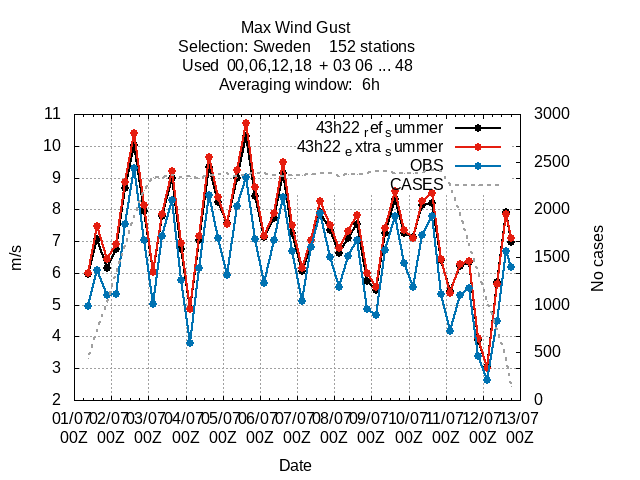 Max Wind Gust
Selection: Sweden 152 stations
Used 00,06,12,18 + 03 06 ... 48
Averaging window: 6h
11
10
9
8
7
6
5
4
3
2
3000
2500
2000
1500
1000
500
0
m/s
No cases
43h22 ref summer
43h22 extra summer
OBS
CASES
01/07 02/07 03/07 04/07 05/07 06/07 07/07 08/07 09/07 10/07 11/07 12/07 13/07
00Z 00Z 00Z 00Z 00Z 00Z 00Z 00Z 00Z 00Z 00Z 00Z 00Z
Date